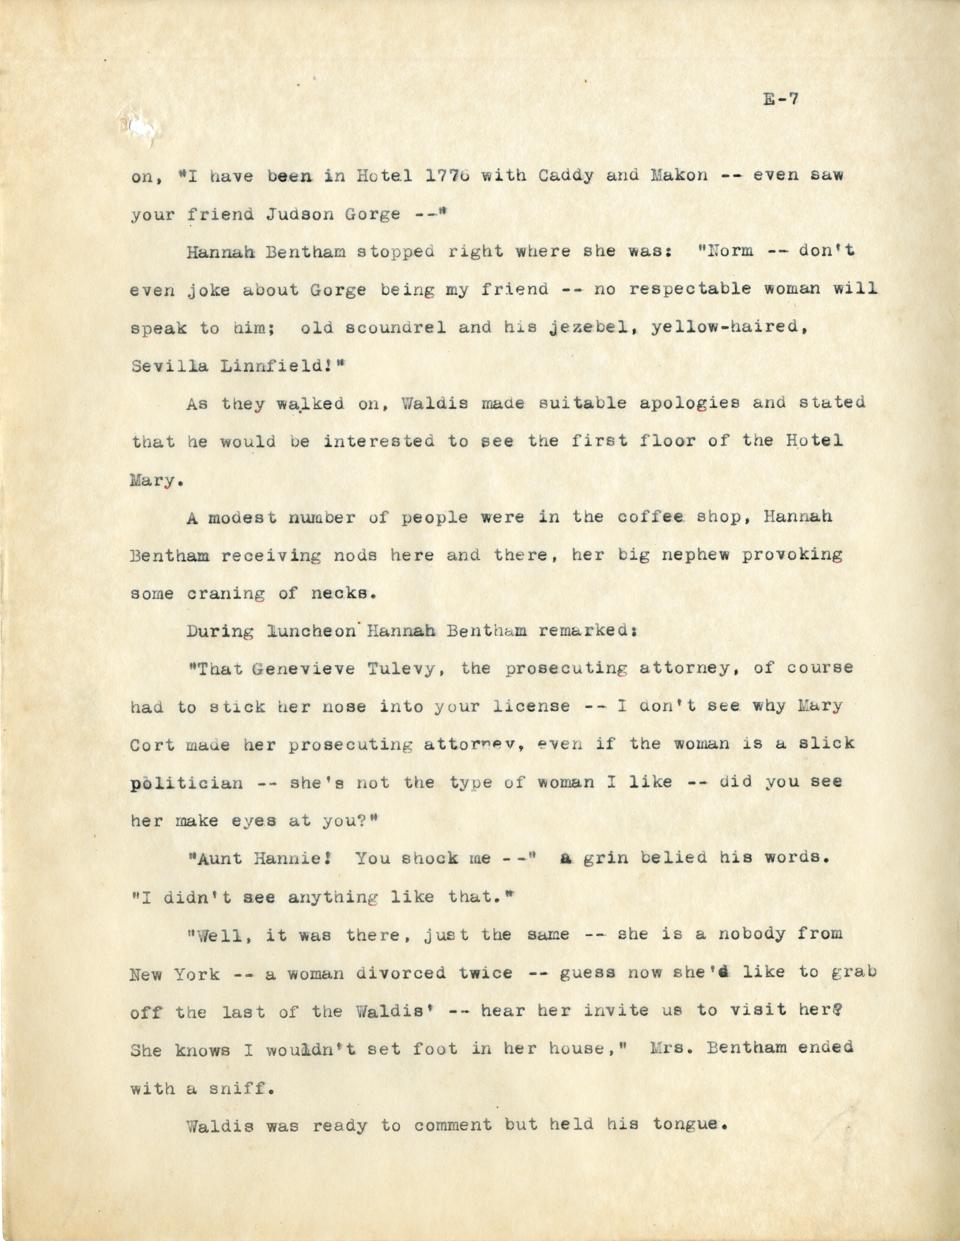 E-7
on, "I have been in Hotel 1776 with Caddy and Makon -- even saw
your friend Judson Gorge --"
Hannah Bentham stopped right where she was:  "Norm -- don't
even joke about Gorge being my friend -- no respectable woman will
speak to him;  old scoundrel and his jezebel, yellow-haired,
Sevilla Linnfield!"
As they walked on, Waldis made suitable apologies and stated
that he would be interested to see the first floor of the Hotel
Mary.
A modest number of people were in the coffee shop, Hannah
Bentham receiving nods here and there, her big nephew provoking
some craning of necks.
During luncheon Hannah Bentham remarked:
"That Genevieve Tulevy, the prosecuting attorney, of course
had to stick her nose into your license -- I don't see why Mary
Cort made her prosecuting attorney, even if the woman is a slick
politician -- she's not the type of woman I like -- did you see
her make eyes at you?"
"Aunt Hannie!  You shock me --"  a grin belied his words.
"I didn't see anything like that."
"Well, it was there, just the same -- she is a nobody from
New York -- a woman divorced twice -- guess now she'd like to grab
off the last of the Waldis' -- hear her invite us to visit her?
She knows I wouldn't set foot in her house,"  Mrs. Bentham ended
with a sniff.
Waldis was ready to comment but held his tongue.